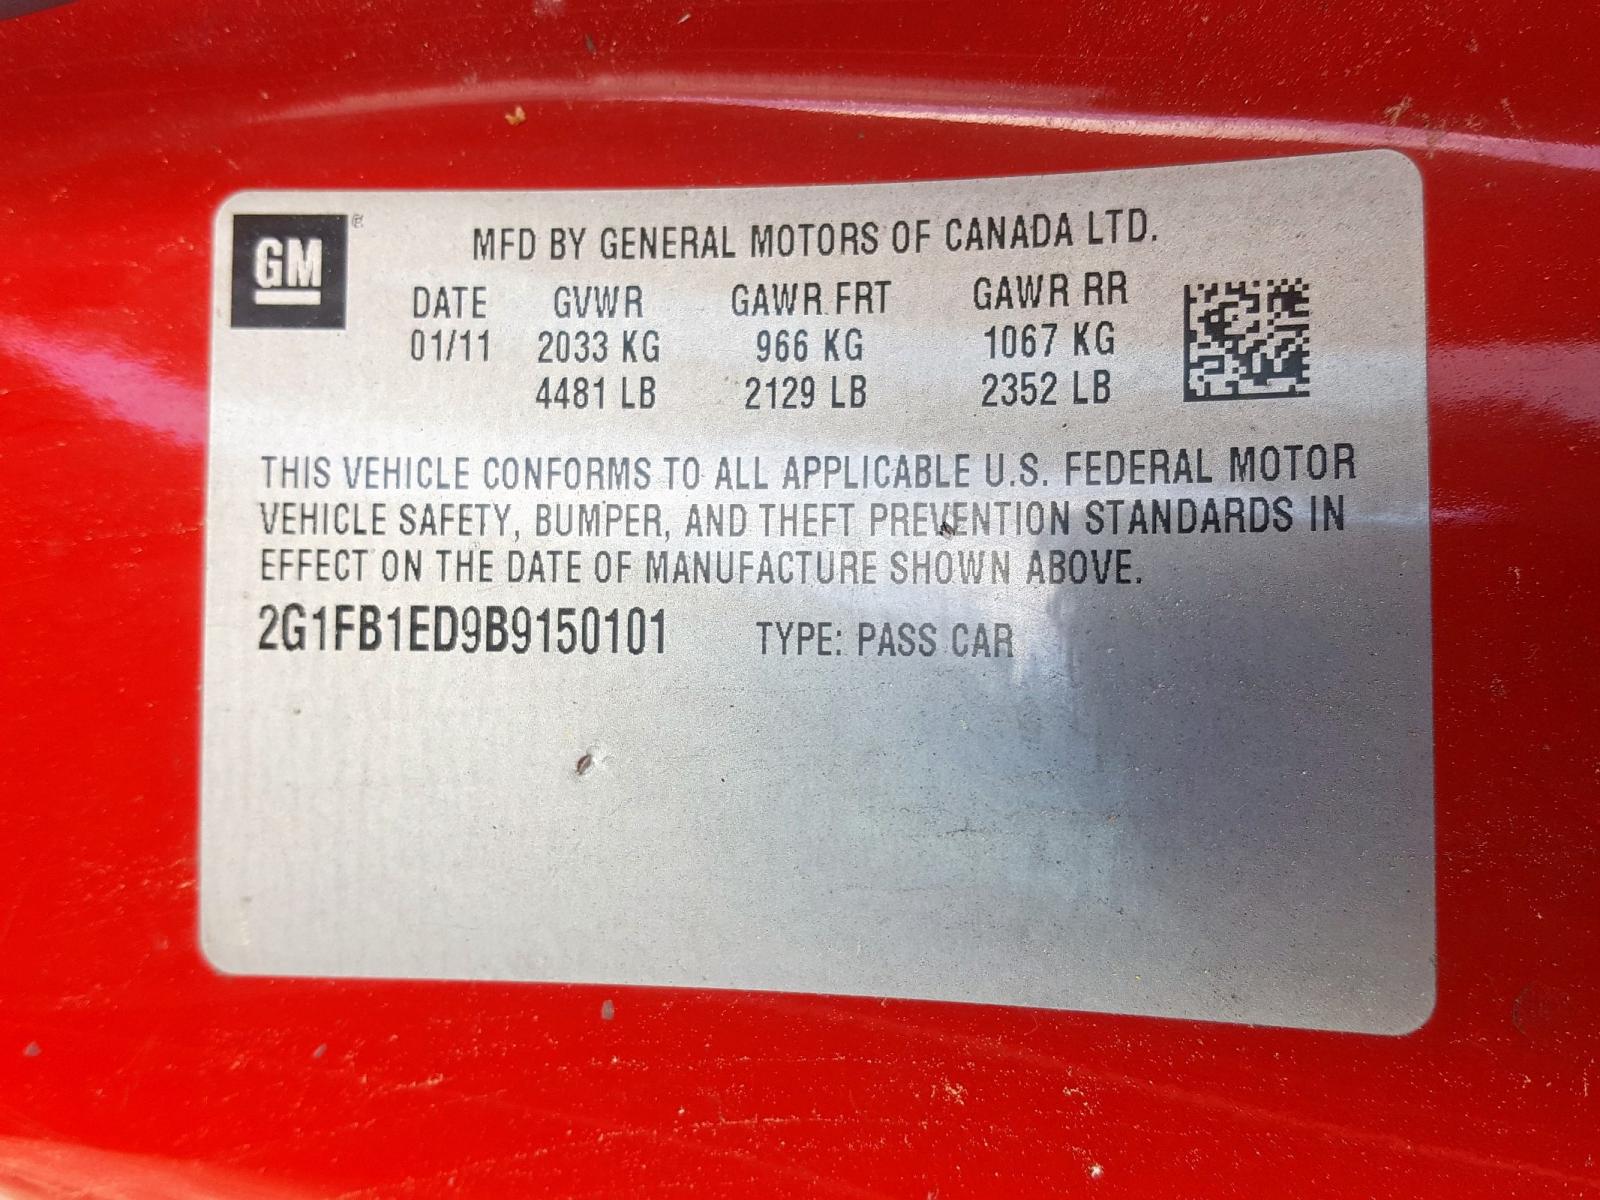 GM®
MFD BY GENERAL MOTORS OF CANADA LTD.
DATE GVWR GAWR FRT GAWR RR
01/11 2033 KG 966 KG 1067 KG
4481 LB 2129 LB 2352 LB
THIS VEHICLE CONFORMS TO ALL APPLICABLE U.S. FEDERAL MOTOR
VEHICLE SAFETY, BUMPER, AND THEFT PREVENTION STANDARDS IN
EFFECT ON THE DATE OF MANUFACTURE SHOWN ABOVE.
2G1FB1ED9B9150101 TYPE: PASS CAR